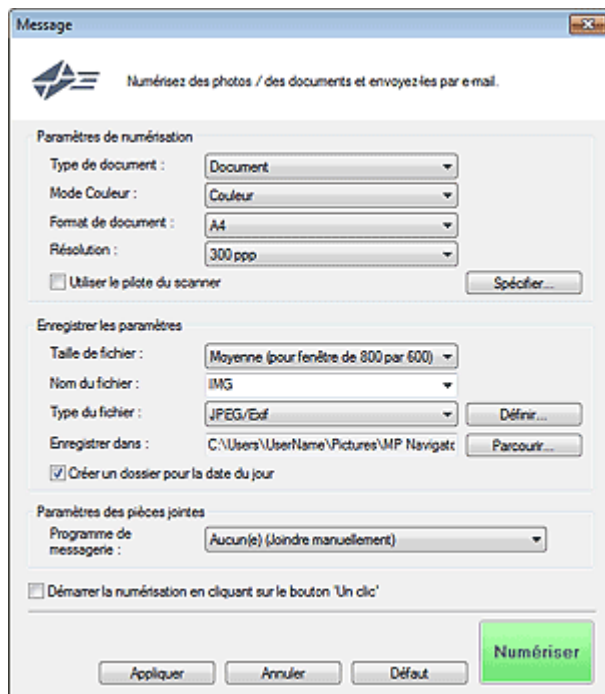 Message
Numérisez des photos / des documents et envoyez-les par e-mail.
Paramètres de numérisation
Type de document : Document
Mode Couleur : Couleur
Format de document : A4
Résolution : 300 ppp
Utiliser le pilote du scanner Spécifier...
Enregistrer les paramètres
Taille de fichier : Moyenne (pour fenêtre de 800 par 600)
Nom du fichier : IMG
Type du fichier : JPEG/Exif Définir...
Enregistrer dans : C:\Users\UserName\Pictures\MP Navigato Parcourir...
Créer un dossier pour la date du jour
Paramètres des pièces jointes
Programme de
messagerie : Aucun(e) (Joindre manuellement)
Démarrer la numérisation en cliquant sur le bouton 'Un clic'
Numériser
Appliquer Annuler Défaut